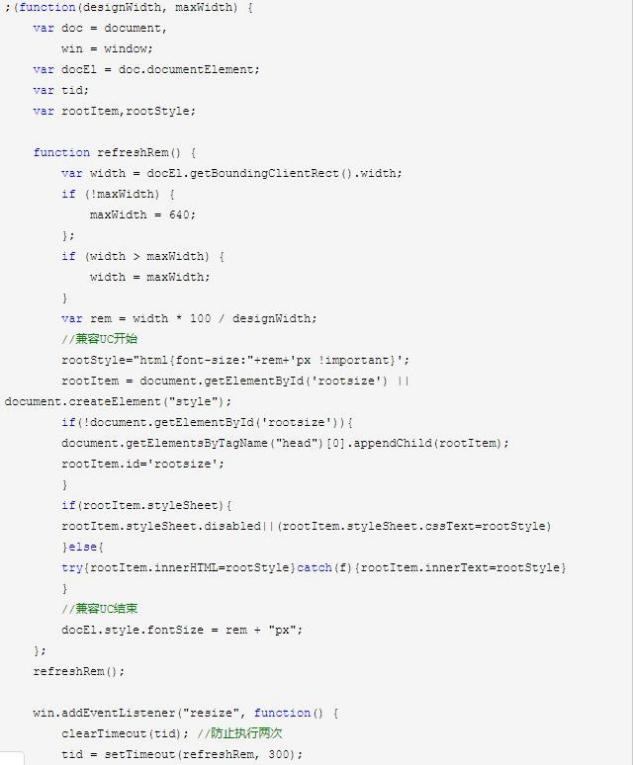 ;(function(designWidth, maxWidth) {
var doc = document,
win = window;
var docEl = doc.documentElement;
var tid;
var rootItem,rootStyle;
function refreshRem() {
var width = docEl.getBoundingClientRect().width;
if (!maxWidth) {
maxWidth = 640;
};
if (width > maxWidth) {
width = maxWidth;
}
var rem = width * 100 / designWidth;
//兼容UC开始
rootStyle="html{font-size:"+rem+'px !important}';
rootItem = document.getElementById('rootsize') ||
document.createElement("style");
if(!document.getElementById('rootsize')){
document.getElementsByTagName("head")[0].appendChild(rootItem);
rootItem.id='rootsize';
}
if(rootItem.styleSheet){
rootItem.styleSheet.disabled||(rootItem.styleSheet.cssText=rootStyle)
}else{
try{rootItem.innerHTML=rootStyle}catch(f){rootItem.innerText=rootStyle}
}
//兼容UC结束
docEl.style.fontSize = rem + "px";
};
refreshRem();
win.addEventListener("resize", function() {
clearTimeout(tid); //防止执行两次
tid = setTimeout(refreshRem, 300);